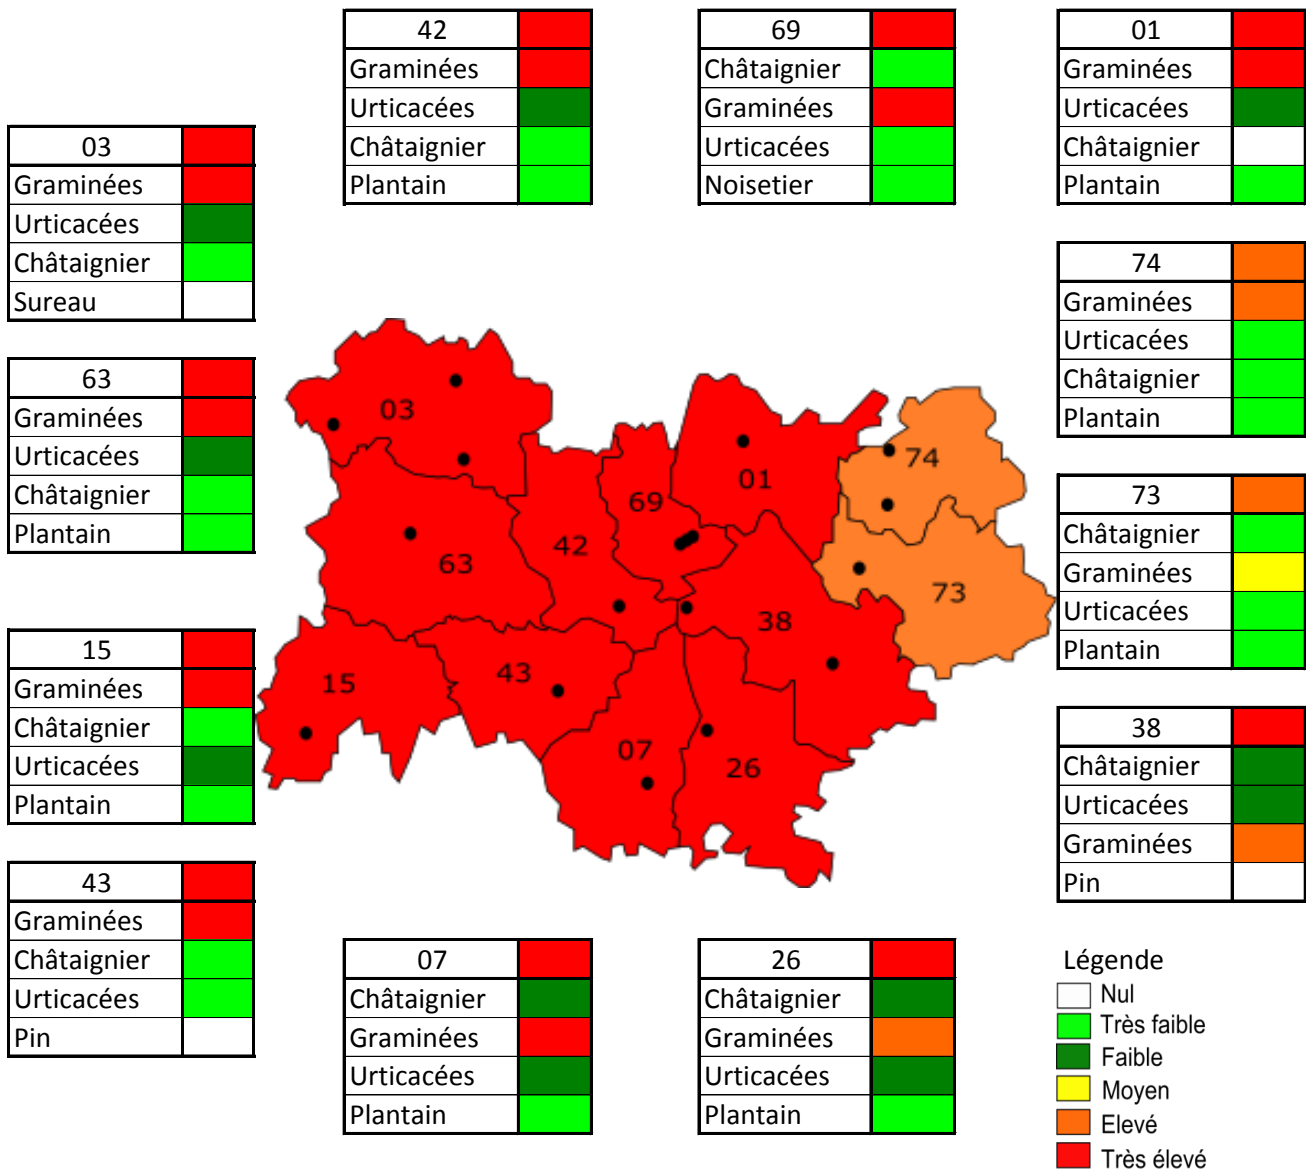 42
Graminées
Urticacées
Châtaignier
Plantain
69
Châtaignier
Graminées
Urticacées
Noisetier
01
Graminées
Urticacées
Châtaignier
Plantain
03
Graminées
Urticacées
Châtaignier
Sureau
74
Graminées
Urticacées
Châtaignier
Plantain
63
Graminées
Urticacées
Châtaignier
Plantain
73
Châtaignier
Graminées
Urticacées
Plantain
15
Graminées
Châtaignier
Urticacées
Plantain
38
Châtaignier
Urticacées
Graminées
Pin
43
Graminées
Châtaignier
Urticacées
Pin
03
74
01
69
42
63
73
38
43
15
07
26
07
Châtaignier
Graminées
Urticacées
Plantain
26
Châtaignier
Graminées
Urticacées
Plantain
Légende
Nul
Très faible
Faible
Moyen
Elevé
Très élevé